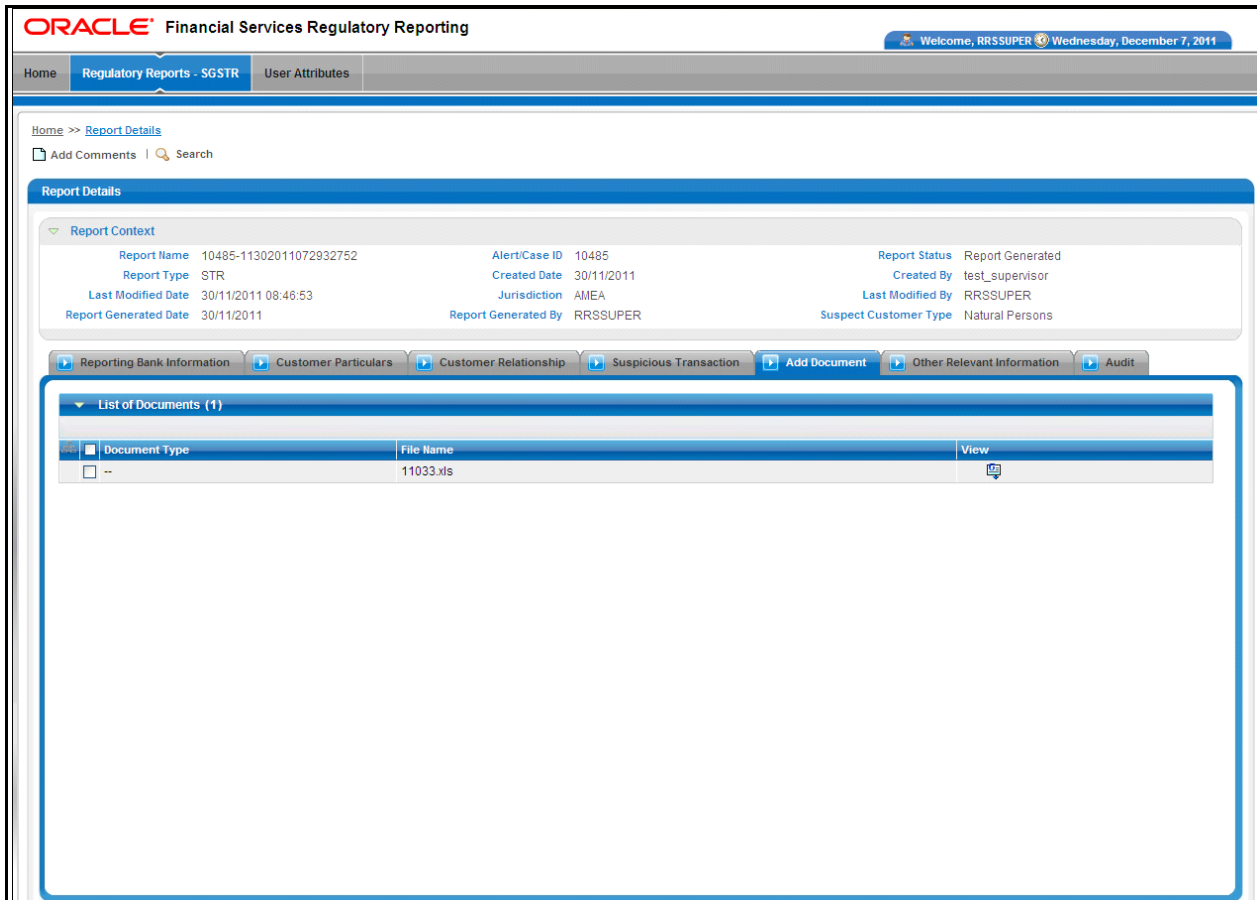 ORACLE® Financial Services Regulatory Reporting
Welcome, RRSSUPER Wednesday, December 7, 2011
Home Regulatory Reports - SGSTR User Attributes
Home >> Report Details
Add Comments | Search
Report Details
Report Context
Report Name 10485-11302011072932752 Alert/Case ID 10485 Report Status Report Generated
Report Type STR Created Date 30/11/2011 Created By test_supervisor
Last Modified Date 30/11/2011 08:46:53 Jurisdiction AMEA Last Modified By RRSSUPER
Report Generated Date 30/11/2011 Report Generated By RRSSUPER Suspect Customer Type Natural Persons
Reporting Bank Information Customer Particulars Customer Relationship Suspicious Transaction Add Document Other Relevant Information Audit
List of Documents (1)
Document Type File Name View
-- 11033.xls